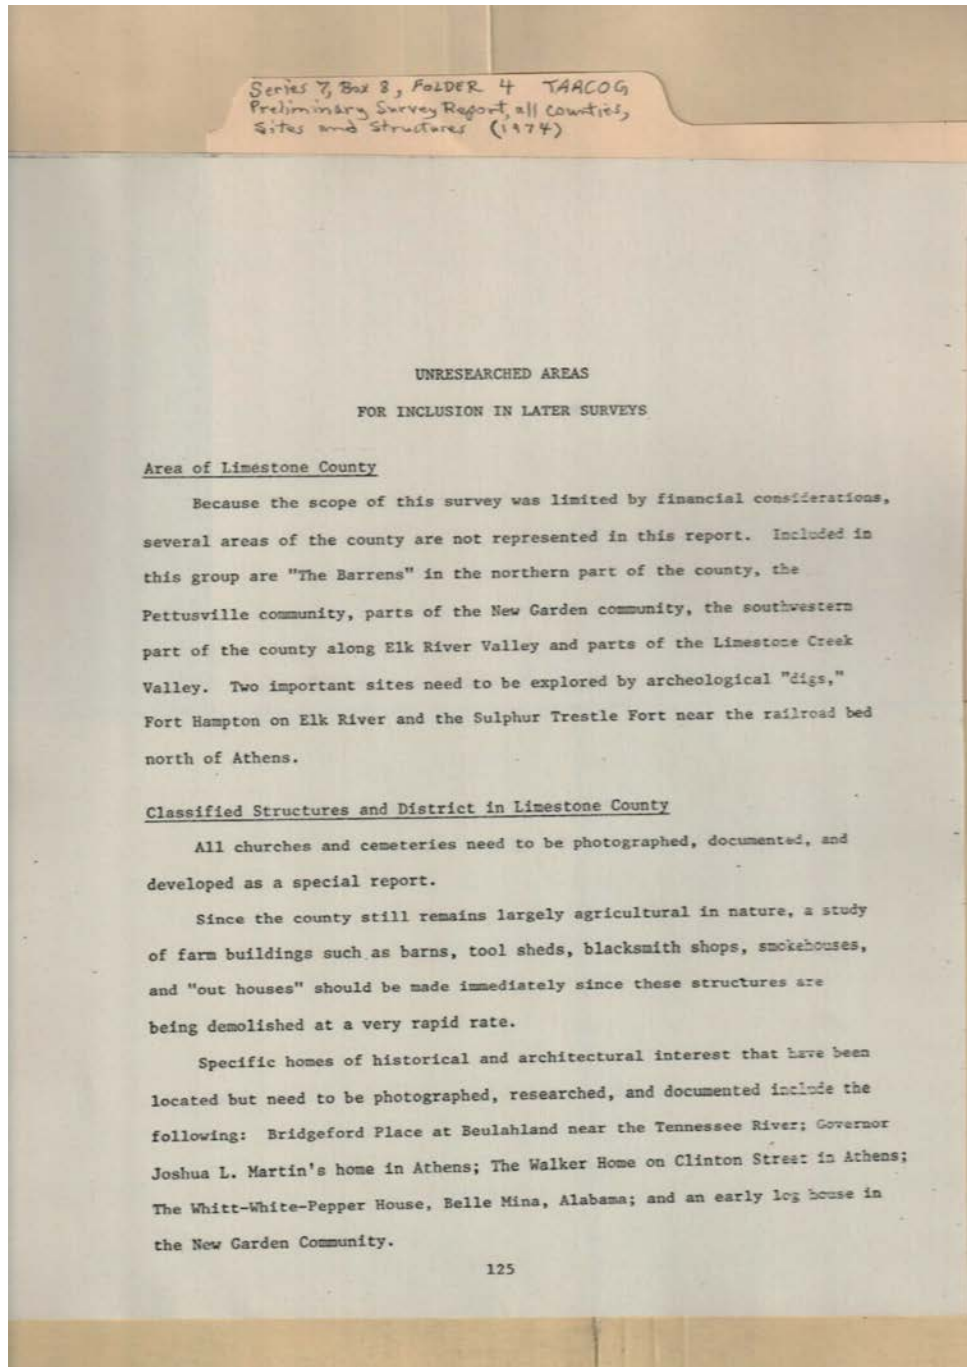 Series 7, Box 8, FOLDER 4 TARCOG
Preliminary Survey Report, all counties,
Sites and Structures (1974)
UNRESEARCHED AREAS
FOR INCLUSION IN LATER SURVEYS
Area of Limestone County
Because the scope of this survey was limited by financial considerations,
several areas of the county are not represented in this report. Included in
this group are "The Barrens" in the northern part of the county, the
Pettusville community, parts of the New Garden community, the southwestern
part of the county along Elk River Valley and parts of the Limestone Creek
Valley. Two important sites need to be explored by archeological "digs,"
Fort Hampton on Elk River and the Sulphur Trestle Fort near the railroad bed
north of Athens.
Classified Structures and District in Limestone County
All churches and cemeteries need to be photographed, documented, and
developed as a special report.
Since the county still remains largely agricultural in nature, a study
of farm buildings such as barns, tool sheds, blacksmith shops, smokehouses,
and "out houses" should be made immediately since these structures are
being demolished at a very rapid rate.
Specific homes of historical and architectural interest that have been
located but need to be photographed, researched, and documented include the
following: Bridgeford Place at Beulahland near the Tennessee River; Governor
Joshua L. Martin's home in Athens; The Walker Home on Clinton Street in Athens;
The Whitt-White-Pepper House, Belle Mina, Alabama; and an early log house in
the New Garden Community.
125